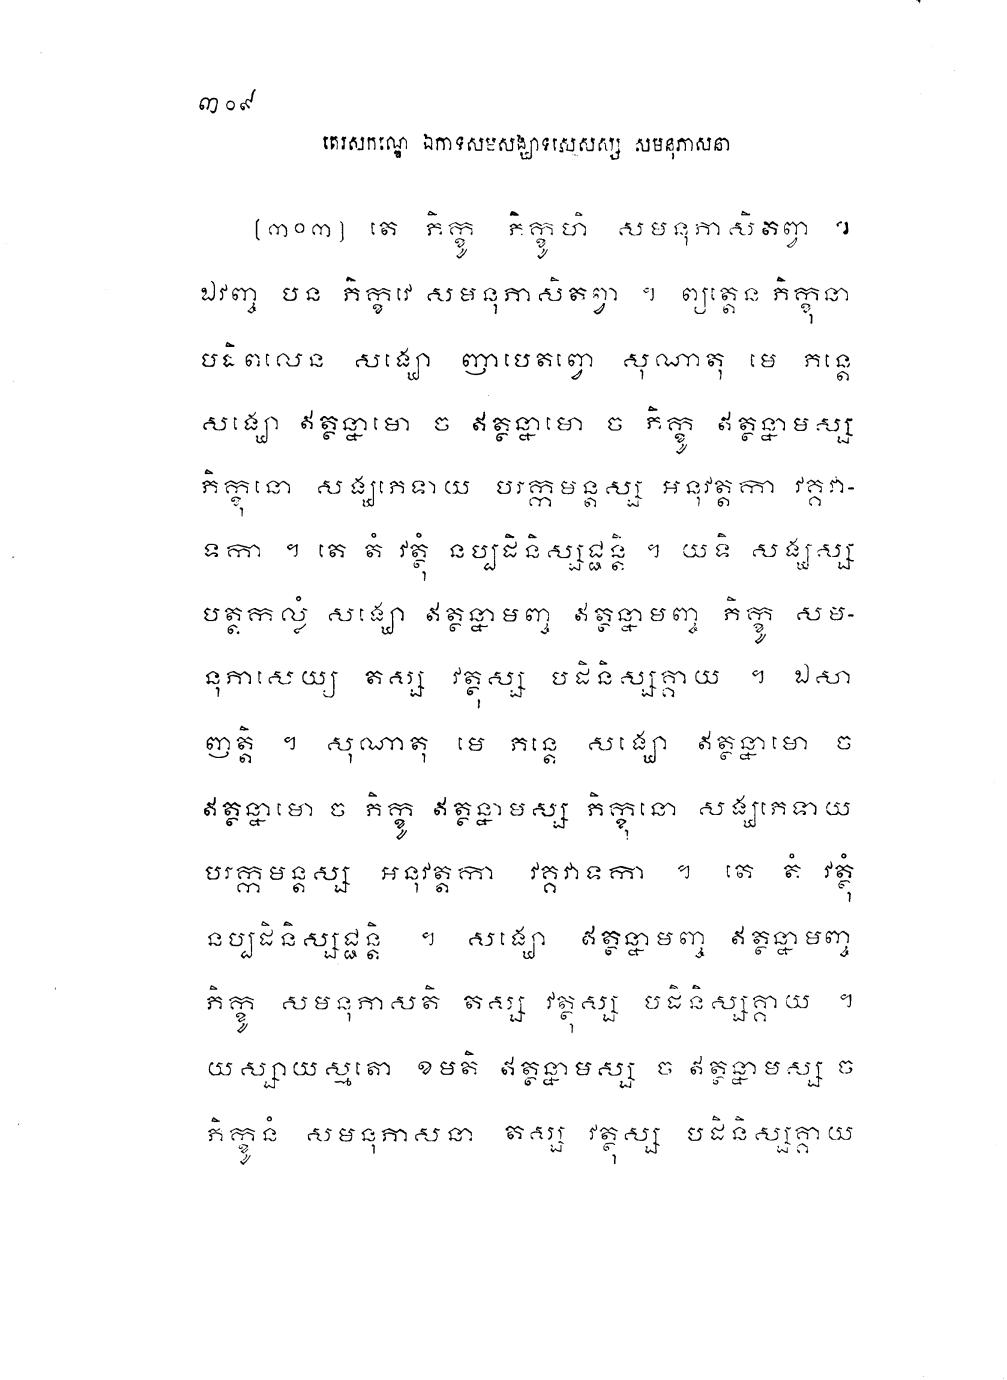 ៣០៩
តេរសកណ្ឌេ ឯកាទសមសង្ឃាទិសេសស្ស សមនុភាសនា
[៣០៣] តេ ភិក្ខូ ភិក្ខូហិ សមនុភាសិតព្វា ។
ឯវញ្ច បន ភិក្ខវេ សមនុភាសិតព្វា ។ ព្យត្តេន ភិក្ខុនា
បដិពលេន សង្ឃោ ញាបេតព្វោ សុណាតុ មេ ភន្តេ
សង្ឃោ ឥត្ថន្នាមោ ច ឥត្ថន្នាមោ ច ភិក្ខូ ឥត្ថន្នាមស្ស
ភិក្ខុនោ សង្ឃភេទាយ បរក្កមន្តស្ស អនុវត្តកា វគ្គវា-
ទកា ។ តេ តំ វត្ថុំ នប្បដិនិស្សជ្ជន្តិ ។ យទិ សង្ឃស្ស
បត្តកល្លំ សង្ឃោ ឥត្ថន្នាមញ្ច ឥត្ថន្នាមញ្ច ភិក្ខូ សម-
នុភាសេយ្យ តស្ស វត្ថុស្ស បដិនិស្សគ្គាយ ។ ឯសា
ញត្តិ ។ សុណាតុ មេ ភន្តេ សង្ឃោ ឥត្ថន្នាមោ ច
ឥត្ថន្នាមោ ច ភិក្ខូ ឥត្ថន្នាមស្ស ភិក្ខុនោ សង្ឃភេទាយ
បរក្កមន្តស្ស អនុវត្តកា វគ្គវាទកា ។ តេ តំ វត្ថុំ
នប្បដិនិស្សជ្ជន្តិ ។ សង្ឃោ ឥត្ថន្នាមញ្ច ឥត្ថន្នាមញ្ច
ភិក្ខូ សមនុភាសតិ តស្ស វត្ថុស្ស បដិនិស្សគ្គាយ ។
យស្សាយស្មតោ ខមតិ ឥត្ថន្នាមស្ស ច ឥត្ថន្នាមស្ស ច
ភិក្ខូនំ សមនុភាសនា តស្ស វត្ថុស្ស បដិនិស្សគ្គាយ